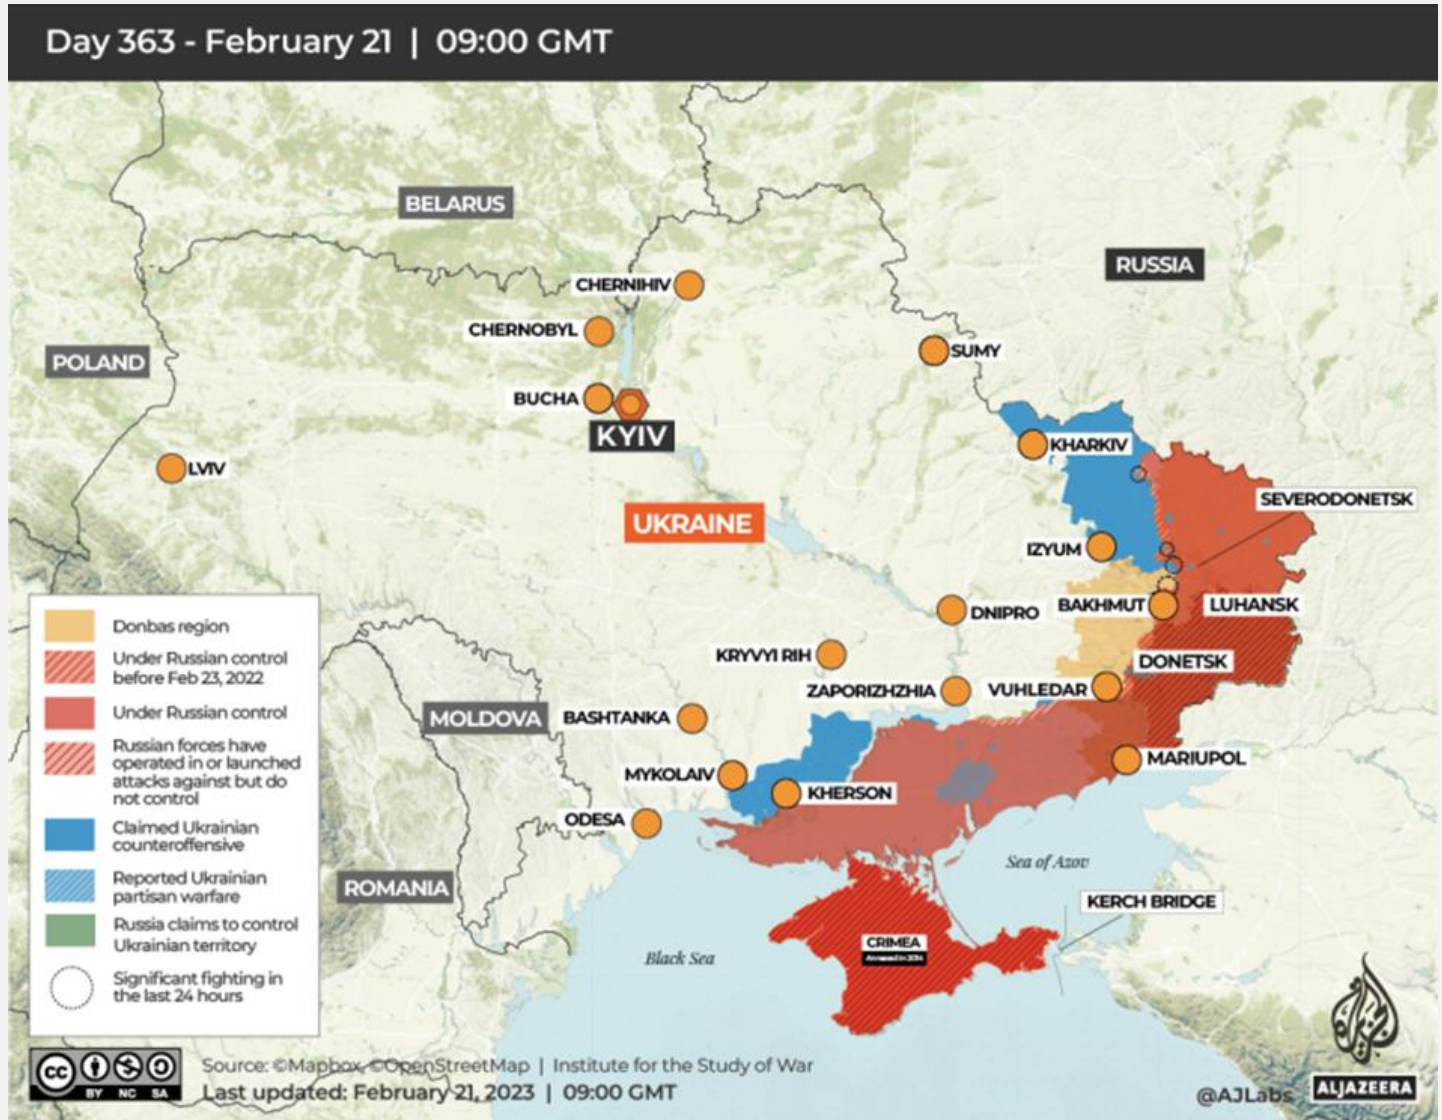 Day 363 - February 21 | 09:00 GMT
BELARUS
RUSSIA
CHERNIHIV
CHERNOBYL
SUMY
POLAND
BUCHA
KYIV
KHARKIV
LVIV
SEVERODONETSK
UKRAINE
IZYUM
BAKHMUT
LUHANSK
DNIPRO
KRYVYI RIH
DONETSK
ZAPORIZHZHIA
VUHLEDAR
MOLDOVA
BASHTANKA
MARIUPOL
MYKOLAIV
KHERSON
ODESA
Sea of Azov
ROMANIA
KERCH BRIDGE
CRIMEA
Annexed in 2014
Black Sea
Donbas region
Under Russian control
before Feb 23, 2022
Under Russian control
Russian forces have
operated in or launched
attacks against but do
not control
Claimed Ukrainian
counteroffensive
Reported Ukrainian
partisan warfare
Russia claims to control
Ukrainian territory
Significant fighting in
the last 24 hours
cc
BY NC SA
Source: ©Mapbox, ©OpenStreetMap | Institute for the Study of War
Last updated: February 21, 2023 | 09:00 GMT
@AJLabs
الجزيرة
ALJAZEERA